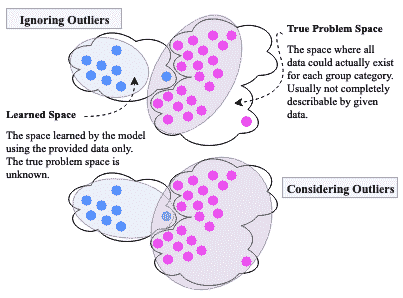 Ignoring Outliers
True Problem Space
The space where all
data could actually exist
for each group category.
Usually not completely
describable by given
data.
Learned Space
The space learned by the model
using the provided data only.
The true problem space is
unknown.
Considering Outliers